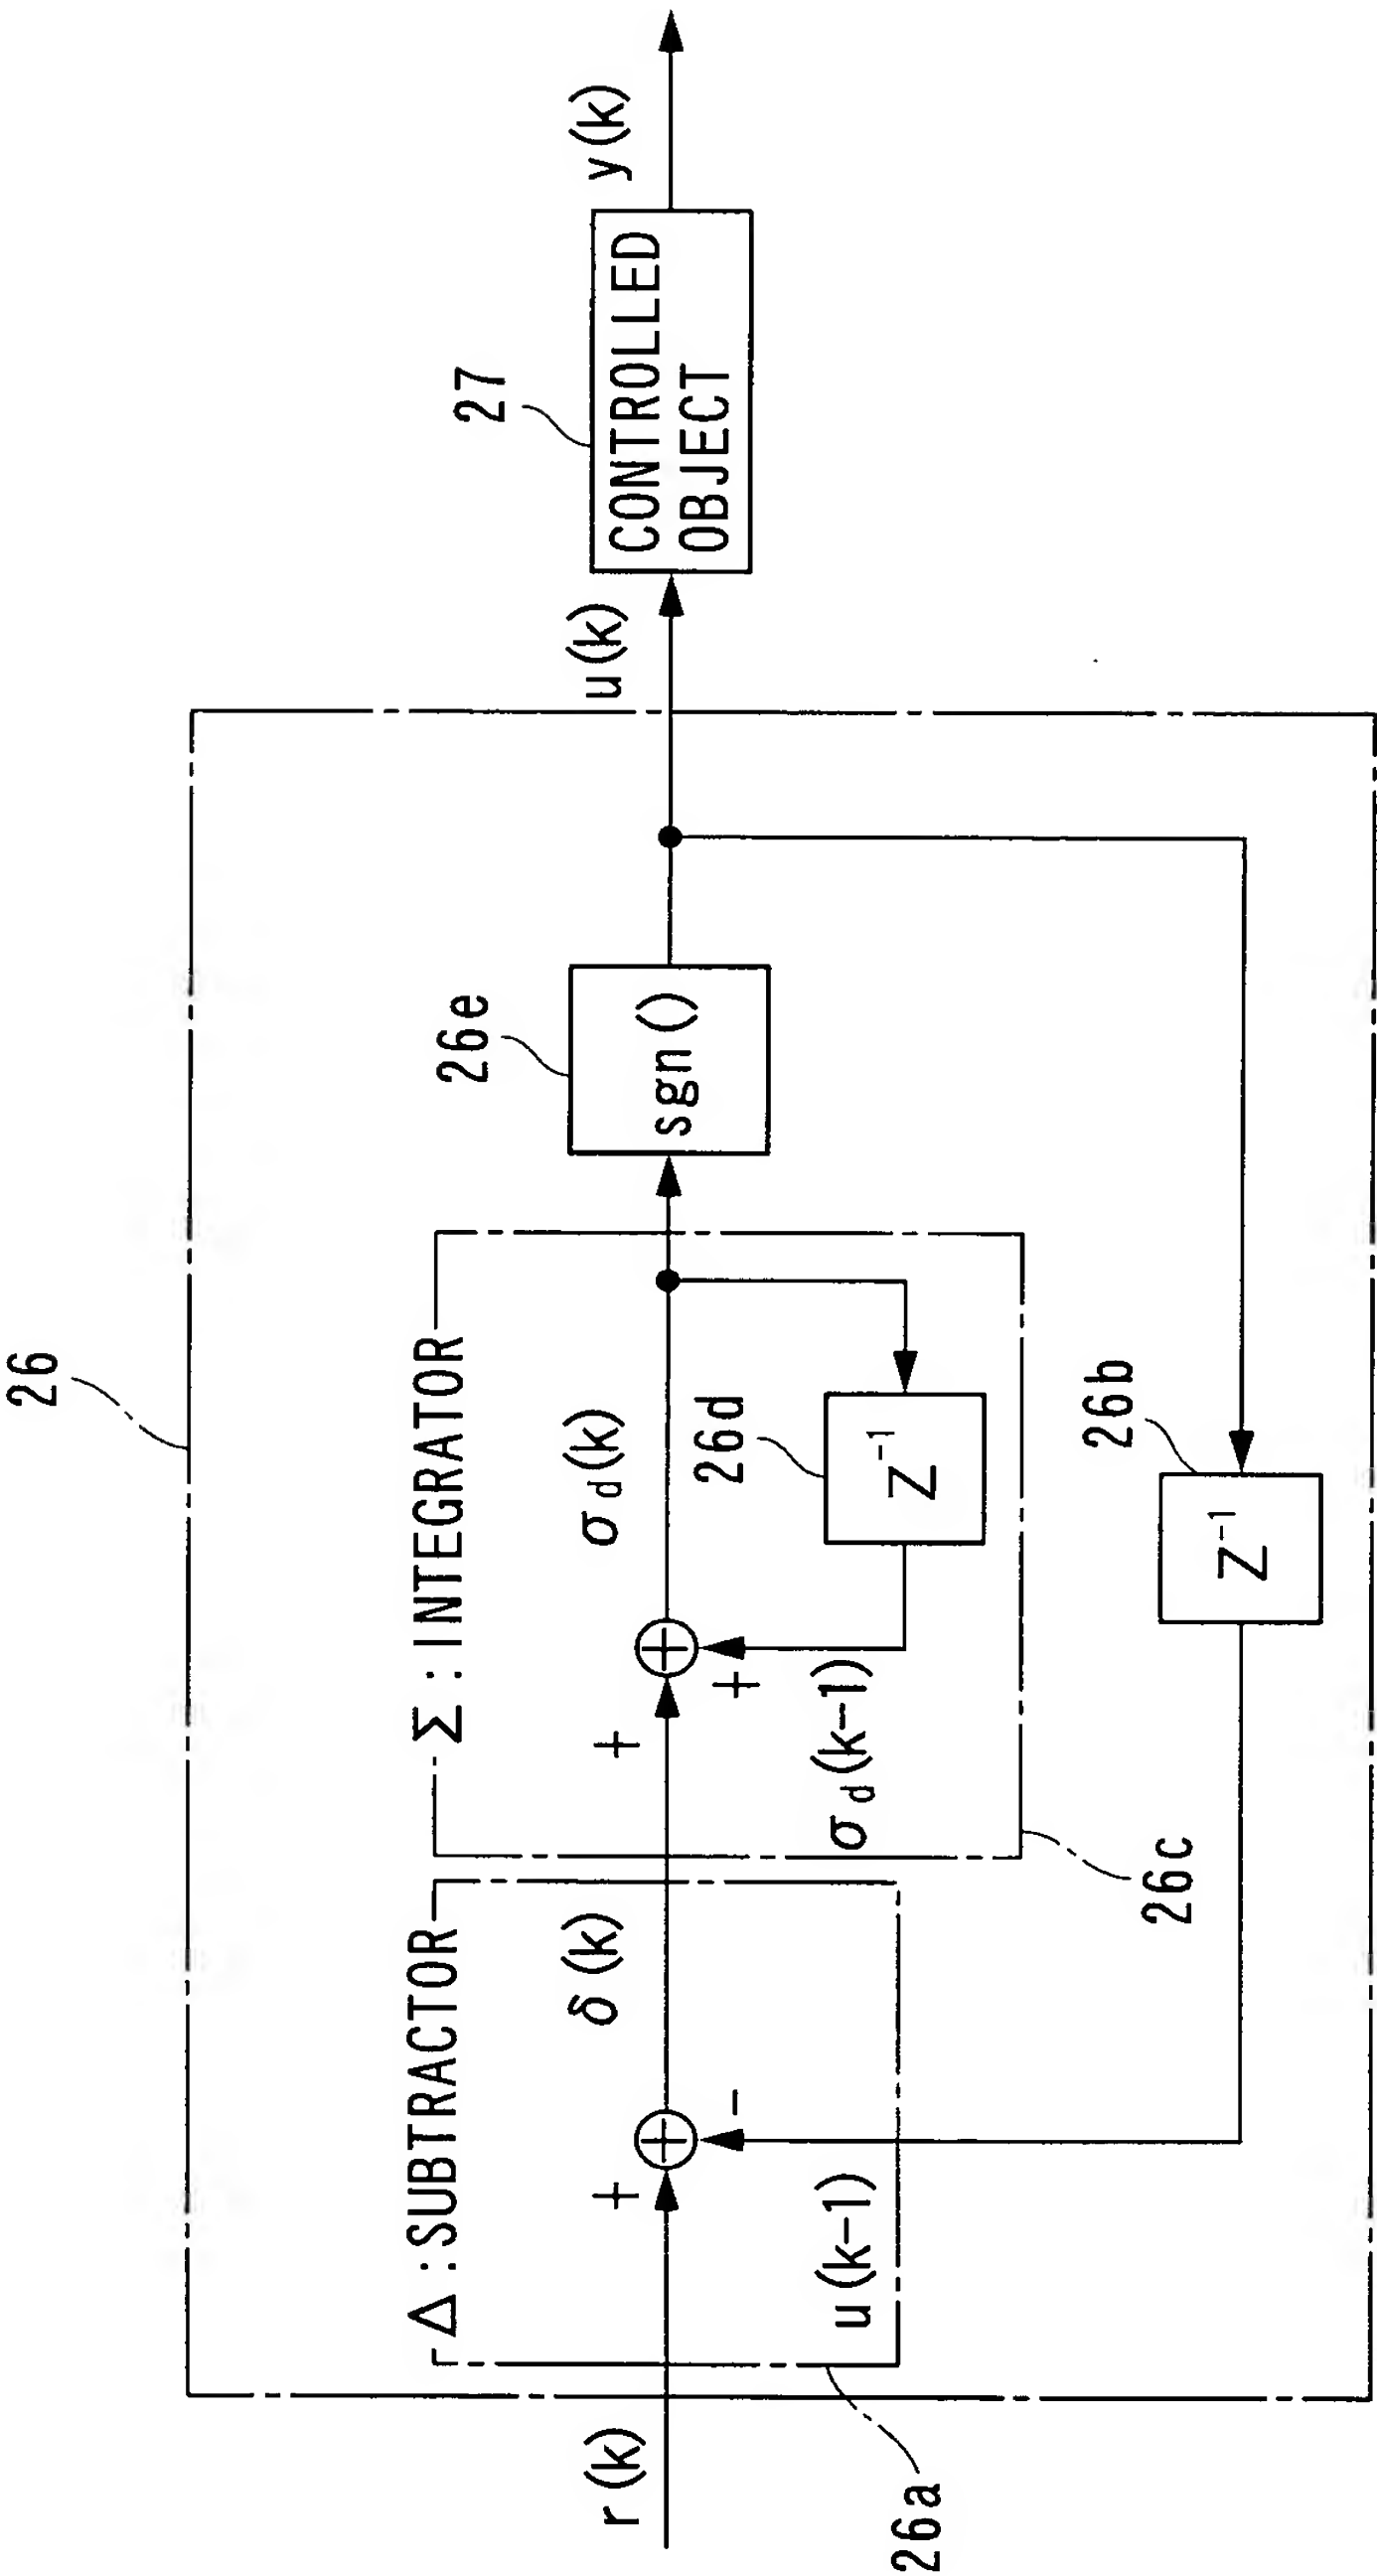 26
Δ:SUBTRACTOR
Σ:INTEGRATOR
26e
27
r(k)
+
δ(k)
+
σd(k)
sgn()
u(k)
CONTROLLED
OBJECT
y(k)
-
u(k-1)
+
σd(k-1)
26d
Z⁻¹
26a
26c
26b
Z⁻¹